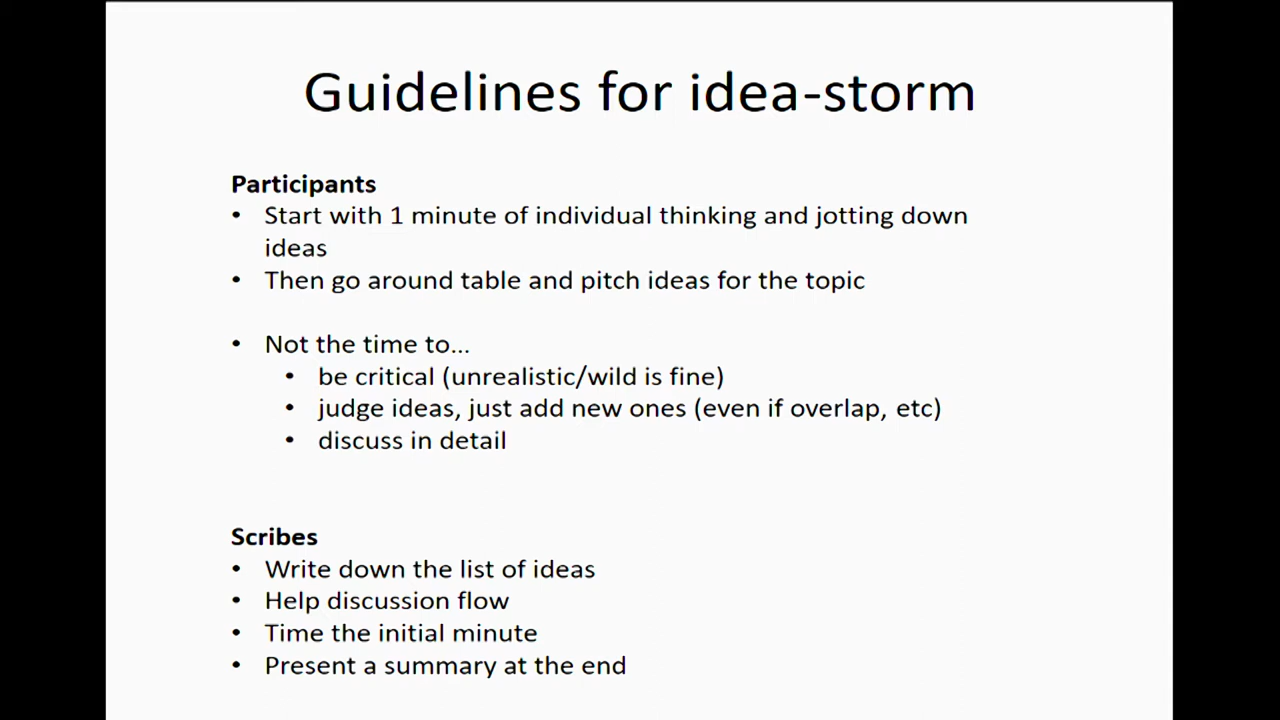 Guidelines for idea-storm
Participants
• Start with 1 minute of individual thinking and jotting down
ideas
• Then go around table and pitch ideas for the topic
• Not the time to...
• be critical (unrealistic/wild is fine)
• judge ideas, just add new ones (even if overlap, etc)
• discuss in detail
Scribes
• Write down the list of ideas
• Help discussion flow
• Time the initial minute
• Present a summary at the end